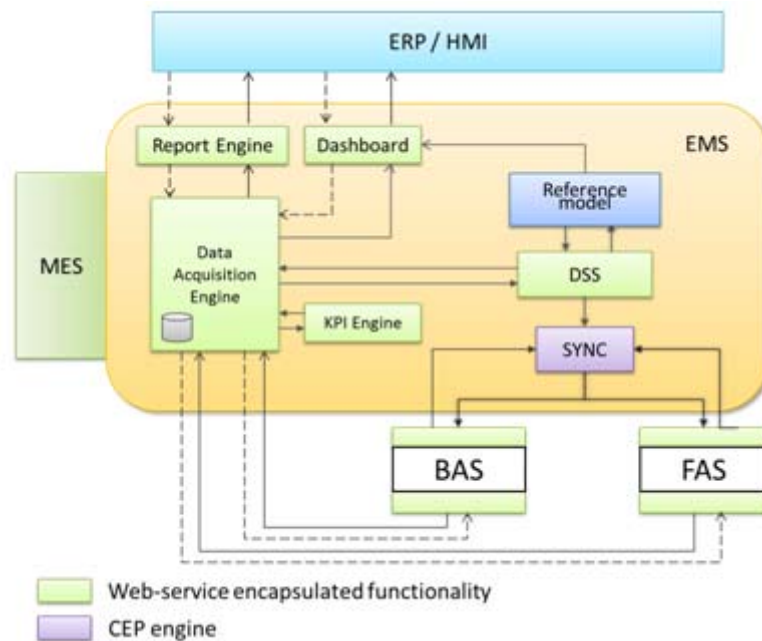 ERP / HMI
Report Engine
Dashboard
EMS
Reference
model
MES
Data
Acquisition
Engine
DSS
KPI Engine
SYNC
BAS
FAS
Web-service encapsulated functionality
CEP engine